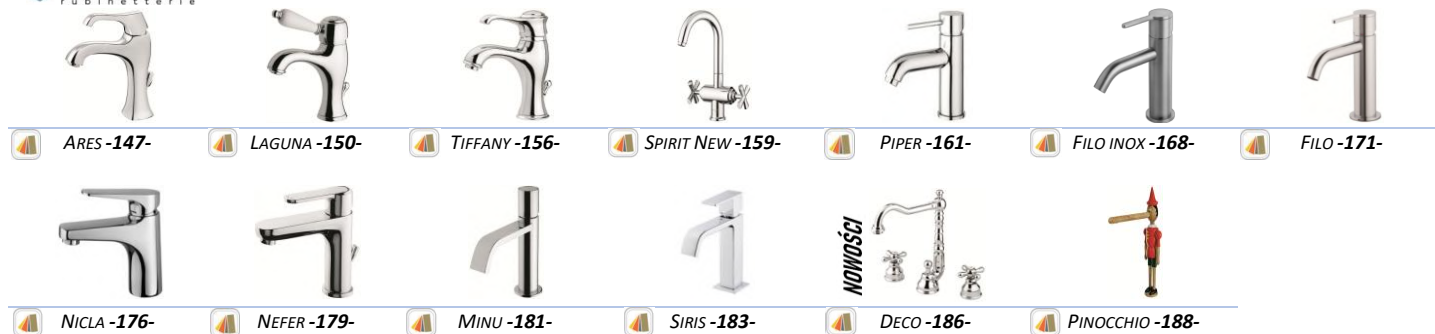 rubinetterie
ARES -147-
LAGUNA -150-
TIFFANY -156-
SPIRIT NEW -159-
PIPER -161-
FILO INOX -168-
FILO -171-
NOWOŚCI
NICLA -176-
NEFER -179-
MINU -181-
SIRIS -183-
DECO -186-
PINOCCHIO -188-